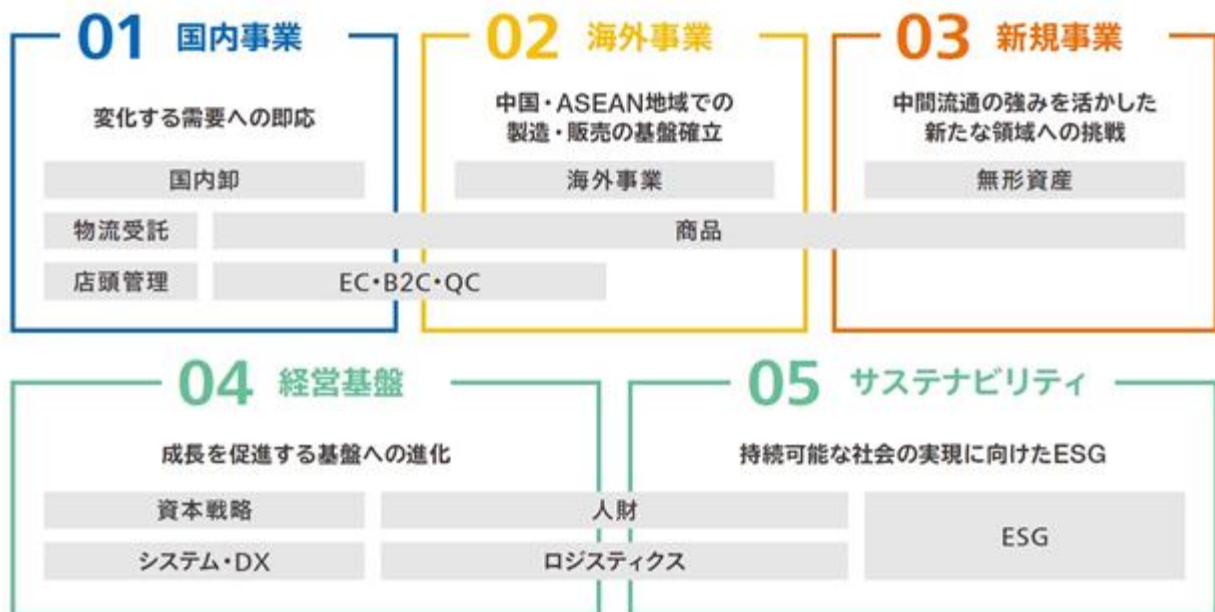 01 国内事業
変化する需要への即応
国内卸
物流受託
店頭管理
02 海外事業
中国・ASEAN地域での
製造・販売の基盤確立
海外事業
商品
EC・B2C・QC
03 新規事業
中間流通の強みを活かした
新たな領域への挑戦
無形資産
04 経営基盤
成長を促進する基盤への進化
資本戦略
システム・DX
人財
ロジスティクス
05 サステナビリティ
持続可能な社会の実現に向けたESG
ESG